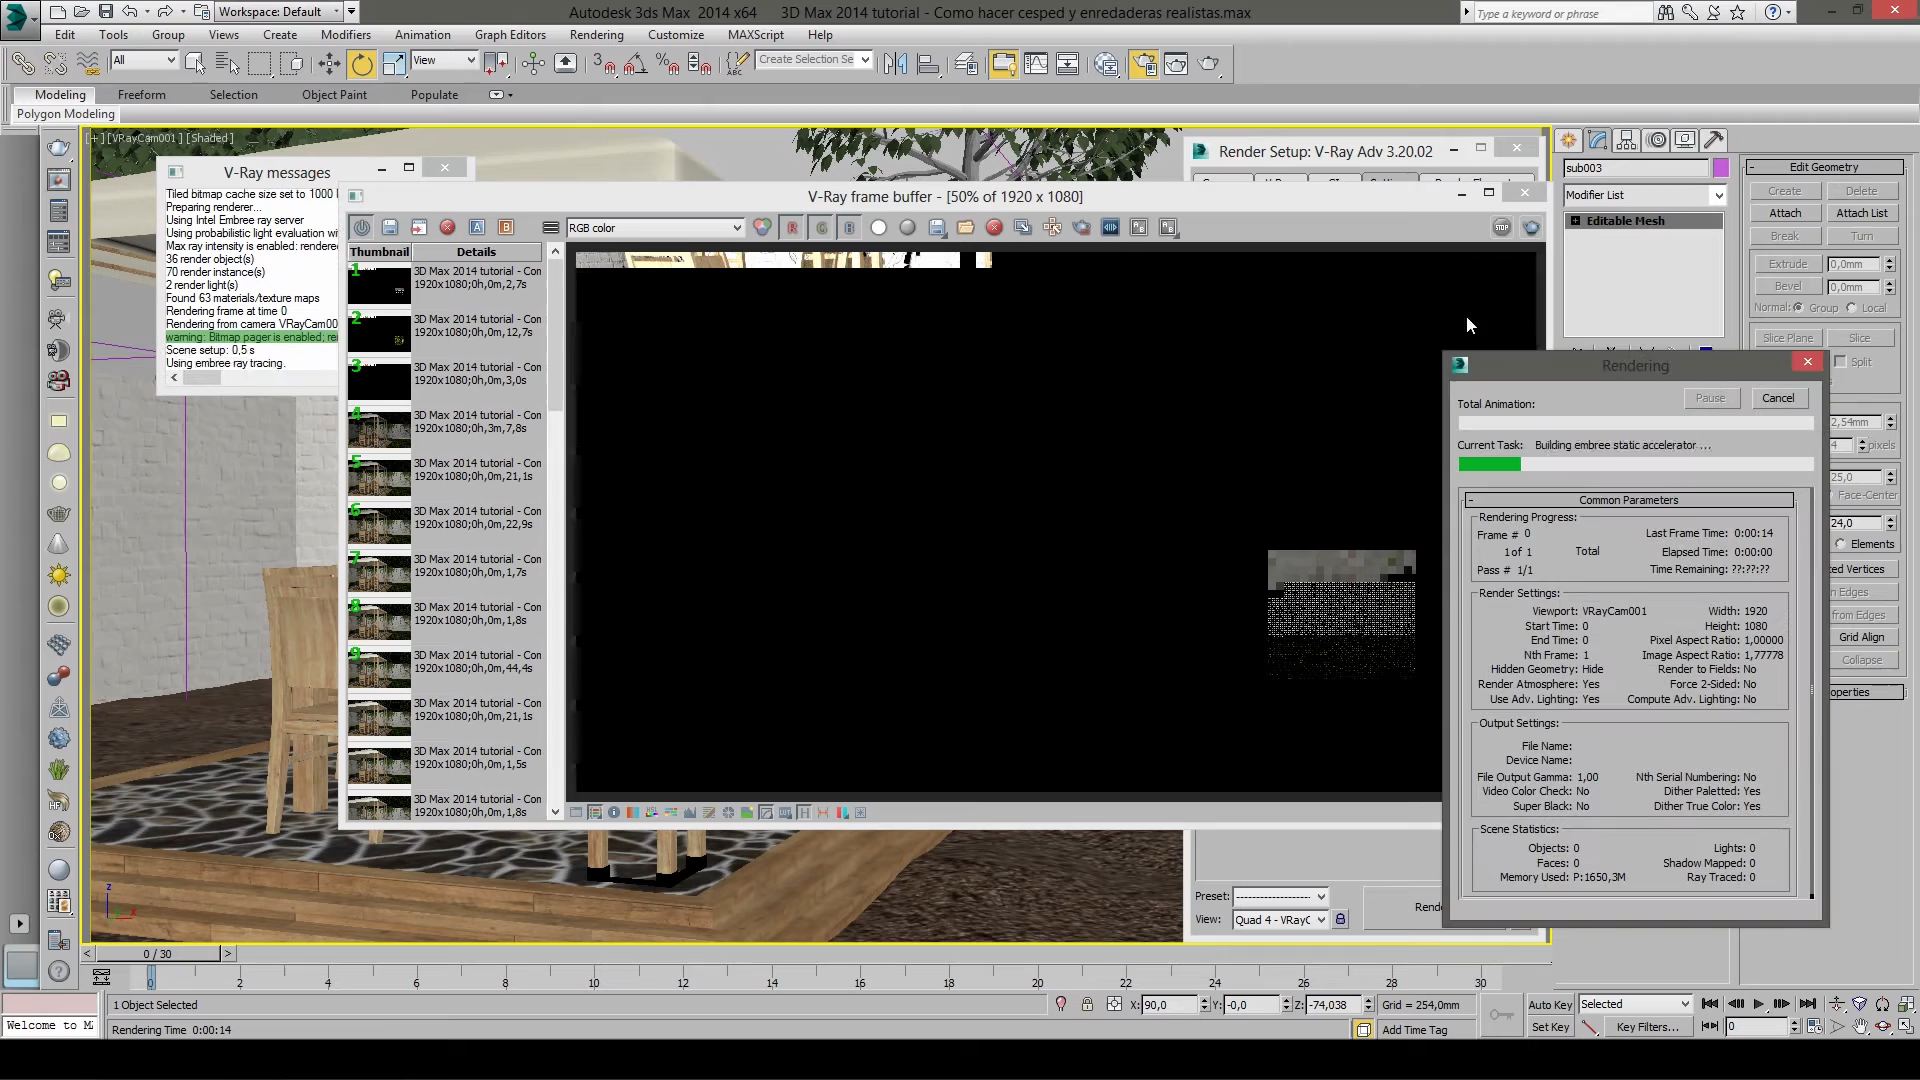 Workspace: Default
Autodesk 3ds Max  2014 x64     3D Max 2014 tutorial - Como hacer cesped y enredaderas realistas.max
Type a keyword or phrase
Edit  Tools  Group  Views  Create  Modifiers  Animation  Graph Editors  Rendering  Customize  MAXScript  Help
All  View  Create Selection Se
Modeling  Freeform  Selection  Object Paint  Populate
Polygon Modeling
[+] [VRayCam001] [Shaded]
V-Ray messages
Tiled bitmap cache size set to 1000
Preparing renderer...
Using Intel Embree ray server
Using probabilistic light evaluation wi
Max ray intensity is enabled: rendere
36 render object(s)
70 render instance(s)
2 render light(s)
Found 63 materials/texture maps
Rendering frame at time 0
Rendering from camera VRayCam00
warning: Bitmap pager is enabled; re
Scene setup: 0,5 s
Using embree ray tracing.
Render Setup: V-Ray Adv 3.20.02
V-Ray frame buffer - [50% of 1920 x 1080]
RGB color
STOP
Thumbnail  Details
1
3D Max 2014 tutorial - Con
1920x1080;0h,0m,2,7s
2
3D Max 2014 tutorial - Con
1920x1080;0h,0m,12,7s
3
3D Max 2014 tutorial - Con
1920x1080;0h,0m,3,0s
4
3D Max 2014 tutorial - Con
1920x1080;0h,3m,7,8s
5
3D Max 2014 tutorial - Con
1920x1080;0h,0m,21,1s
6
3D Max 2014 tutorial - Con
1920x1080;0h,0m,22,9s
7
3D Max 2014 tutorial - Con
1920x1080;0h,0m,1,7s
8
3D Max 2014 tutorial - Con
1920x1080;0h,0m,1,8s
9
3D Max 2014 tutorial - Con
1920x1080;0h,0m,44,4s
3D Max 2014 tutorial - Con
1920x1080;0h,0m,21,1s
3D Max 2014 tutorial - Con
1920x1080;0h,0m,1,5s
3D Max 2014 tutorial - Con
1920x1080;0h,0m,1,8s
Preset: --------------------
View: Quad 4 - VRayC
Rende
Rendering
Total Animation:
Pause  Cancel
Current Task: Building embree static accelerator ...
Common Parameters
Rendering Progress:
Frame # 0  Last Frame Time: 0:00:14
1 of 1  Total  Elapsed Time: 0:00:00
Pass # 1/1  Time Remaining: ??:??:??
Render Settings:
Viewport: VRayCam001  Width: 1920
Start Time: 0  Height: 1080
End Time: 0  Pixel Aspect Ratio: 1,00000
Nth Frame: 1  Image Aspect Ratio: 1,77778
Hidden Geometry: Hide  Render to Fields: No
Render Atmosphere: Yes  Force 2-Sided: No
Use Adv. Lighting: Yes  Compute Adv. Lighting: No
Output Settings:
File Name:
Device Name:
File Output Gamma: 1,00  Nth Serial Numbering: No
Video Color Check: No  Dither Paletted: Yes
Super Black: No  Dither True Color: Yes
Scene Statistics:
Objects: 0  Lights: 0
Faces: 0  Shadow Mapped: 0
Memory Used: P:1650,3M  Ray Traced: 0
sub003
Modifier List
Editable Mesh
Edit Geometry
Create  Delete
Attach  Attach List
Break  Turn
Extrude  0,0mm
Bevel  0,0mm
Normal: Group  Local
Slice Plane  Slice
Split
2,54mm
4  pixels
25,0
Face-Center
24,0
Elements
ted Vertices
n Edges
from Edges
Grid Align
Collapse
operties
z
x
0 / 30
0  2  4  6  8  10  12  14  16  18  20  22  24  26  28  30
1 Object Selected
X: 90,0  Y: -0,0  Z: -74,038  Grid = 254,0mm
Auto Key  Selected
Welcome to M
Rendering Time  0:00:14
Add Time Tag
Set Key  Key Filters...  0